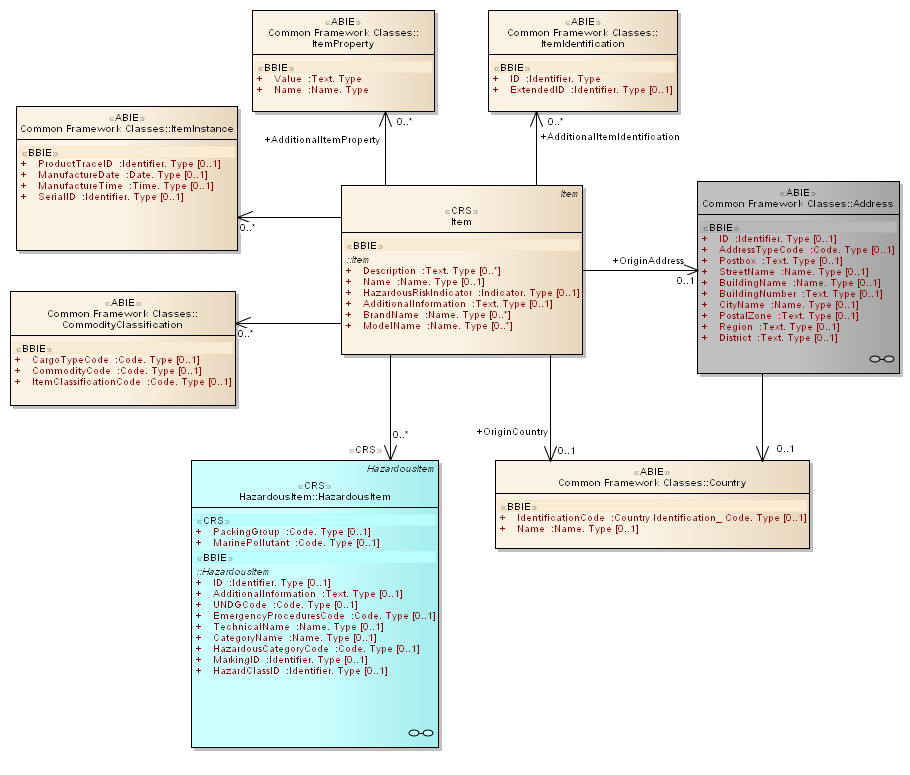 «ABIE»
Common Framework Classes::
ItemProperty
«BBIE»
+ Value :Text. Type
+ Name :Name. Type
«ABIE»
Common Framework Classes::
ItemIdentification
«BBIE»
+ ID :Identifier. Type
+ ExtendedID :Identifier. Type [0..1]
«ABIE»
Common Framework Classes::ItemInstance
«BBIE»
+ ProductTraceID :Identifier. Type [0..1]
+ ManufactureDate :Date. Type [0..1]
+ ManufactureTime :Time. Type [0..1]
+ SerialID :Identifier. Type [0..1]
0..*
+AdditionalItemProperty
0..*
+AdditionalItemIdentification
0..*
Item
«CRS»
Item
«BBIE»
::Item
+ Description :Text. Type [0..*]
+ Name :Name. Type [0..1]
+ HazardousRiskIndicator :Indicator. Type [0..1]
+ AdditionalInformation :Text. Type [0..1]
+ BrandName :Name. Type [0..*]
+ ModelName :Name. Type [0..*]
+OriginAddress
0..1
«ABIE»
Common Framework Classes::Address
«BBIE»
+ ID :Identifier. Type [0..1]
+ AddressTypeCode :Code. Type [0..1]
+ Postbox :Text. Type [0..1]
+ StreetName :Name. Type [0..1]
+ BuildingName :Name. Type [0..1]
+ BuildingNumber :Text. Type [0..1]
+ CityName :Name. Type [0..1]
+ PostalZone :Text. Type [0..1]
+ Region :Text. Type [0..1]
+ District :Text. Type [0..1]
«ABIE»
Common Framework Classes::
CommodityClassification
«BBIE»
+ CargoTypeCode :Code. Type [0..1]
+ CommodityCode :Code. Type [0..1]
+ ItemClassificationCode :Code. Type [0..1]
0..*
0..*
«CRS»
+OriginCountry
0..1
0..1
HazardousItem
«CRS»
HazardousItem::HazardousItem
«CRS»
+ PackingGroup :Code. Type [0..1]
+ MarinePollutant :Code. Type [0..1]
«BBIE»
::HazardousItem
+ ID :Identifier. Type [0..1]
+ AdditionalInformation :Text. Type [0..1]
+ UNDGCode :Code. Type [0..1]
+ EmergencyProceduresCode :Code. Type [0..1]
+ TechnicalName :Name. Type [0..1]
+ CategoryName :Name. Type [0..1]
+ HazardousCategoryCode :Code. Type [0..1]
+ MarkingID :Identifier. Type [0..1]
+ HazardClassID :Identifier. Type [0..1]
«ABIE»
Common Framework Classes::Country
«BBIE»
+ IdentificationCode :Country Identification_ Code. Type [0..1]
+ Name :Name. Type [0..1]